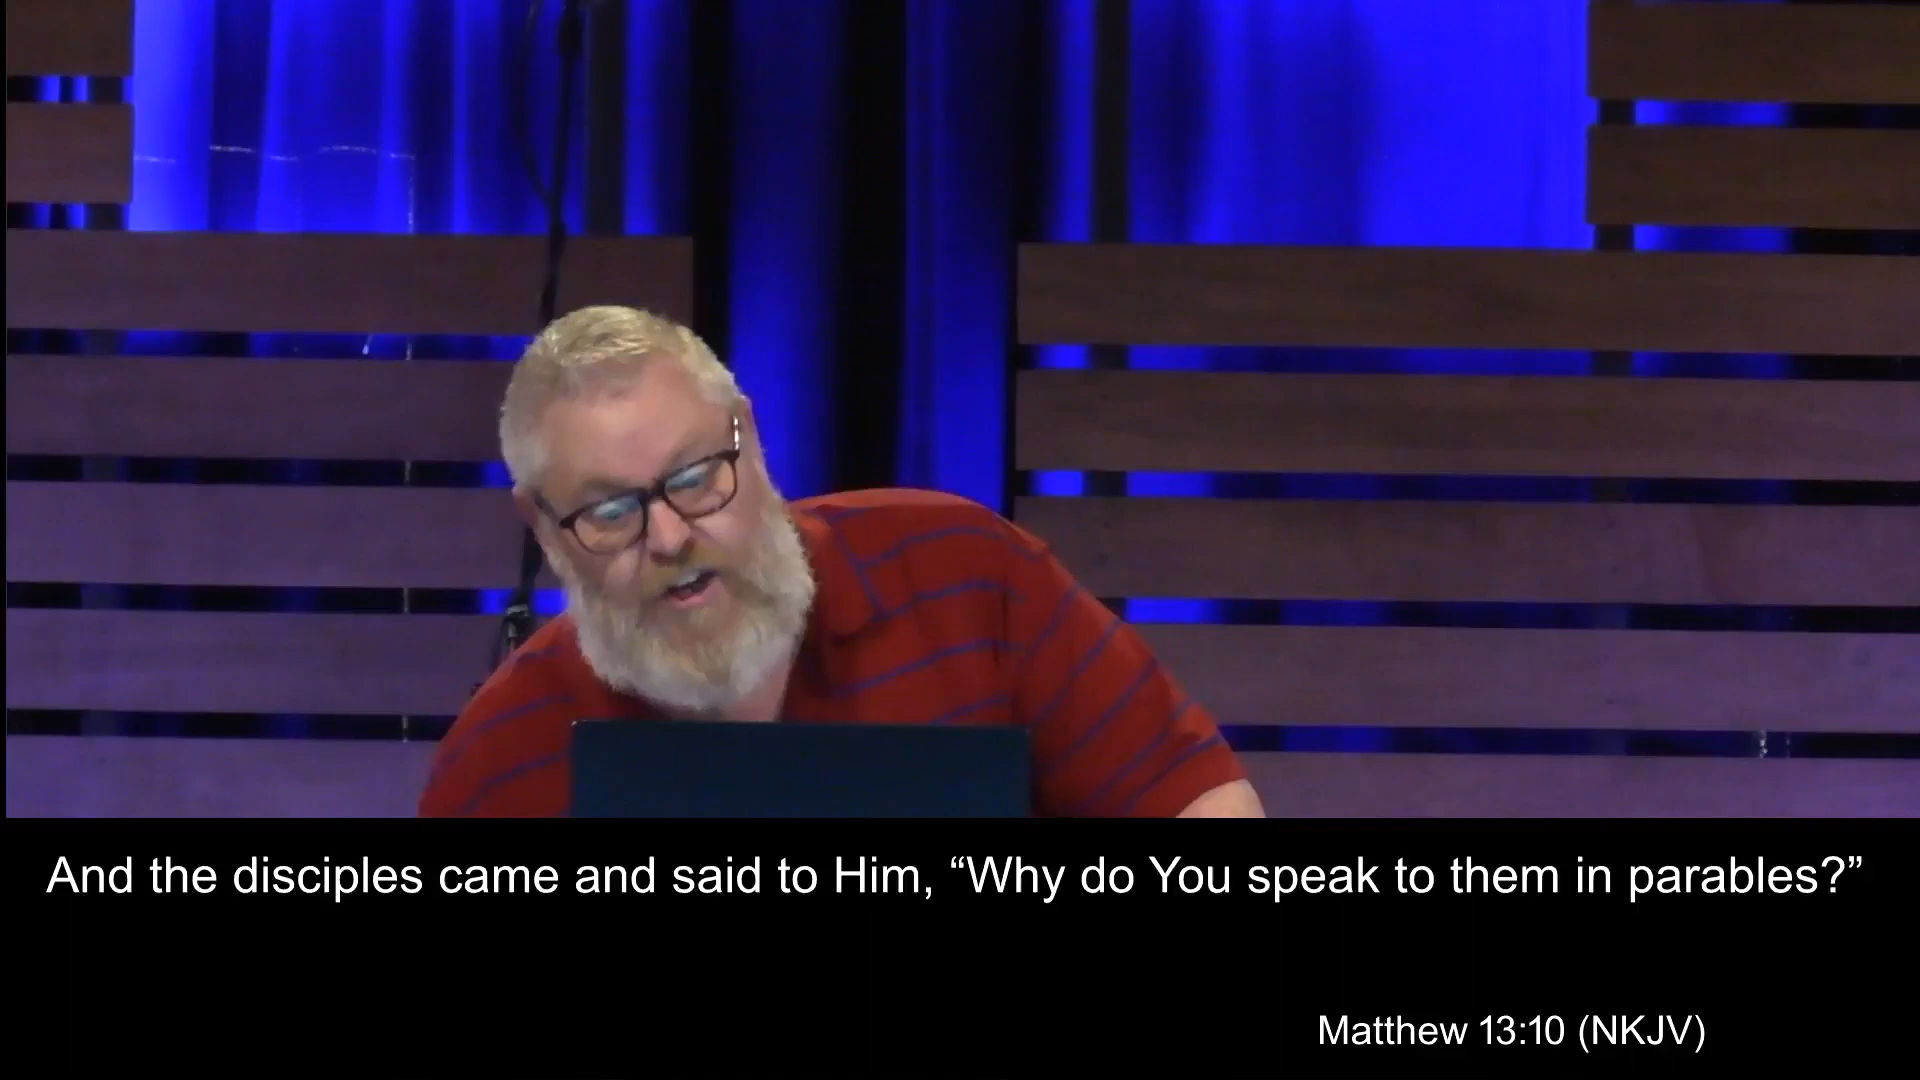 And the disciples came and said to Him, “Why do You speak to them in parables?”
Matthew 13:10 (NKJV)